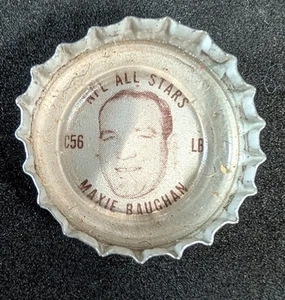 NFL ALL STARS
C56
LB
MAXIE BAUGHAN